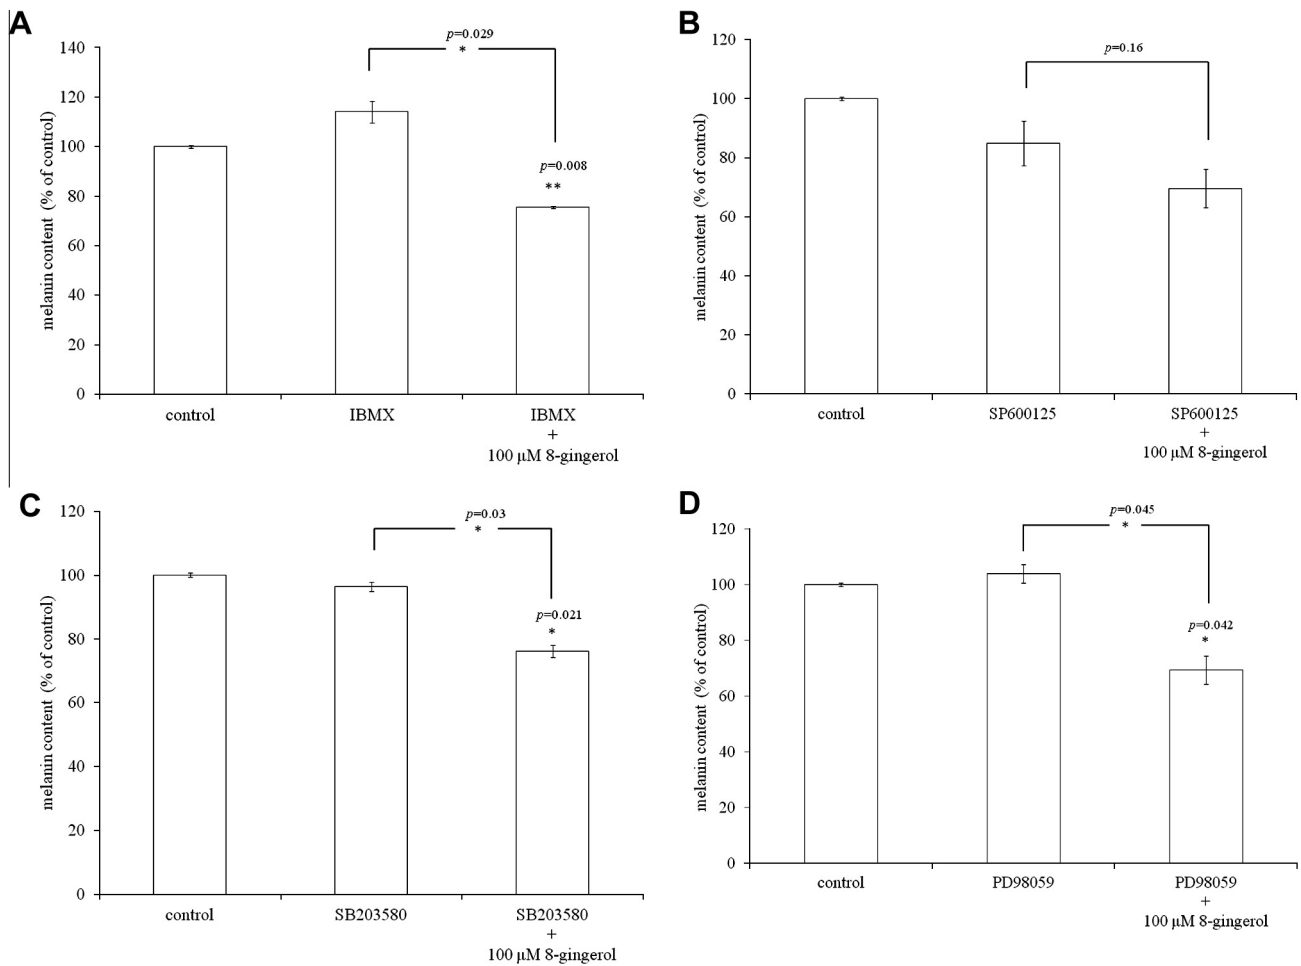 A
melanin content (% of control)
140
120
100
80
60
40
20
0
p=0.029
*
p=0.008
**
control
IBMX
IBMX
+
100 μM 8-gingerol
B
melanin content (% of control)
120
100
80
60
40
20
0
p=0.16
control
SP600125
SP600125
+
100 μM 8-gingerol
C
melanin content (% of control)
120
100
80
60
40
20
0
p=0.03
*
p=0.021
*
control
SB203580
SB203580
+
100 μM 8-gingerol
D
melanin content (% of control)
120
100
80
60
40
20
0
p=0.045
*
p=0.042
*
control
PD98059
PD98059
+
100 μM 8-gingerol